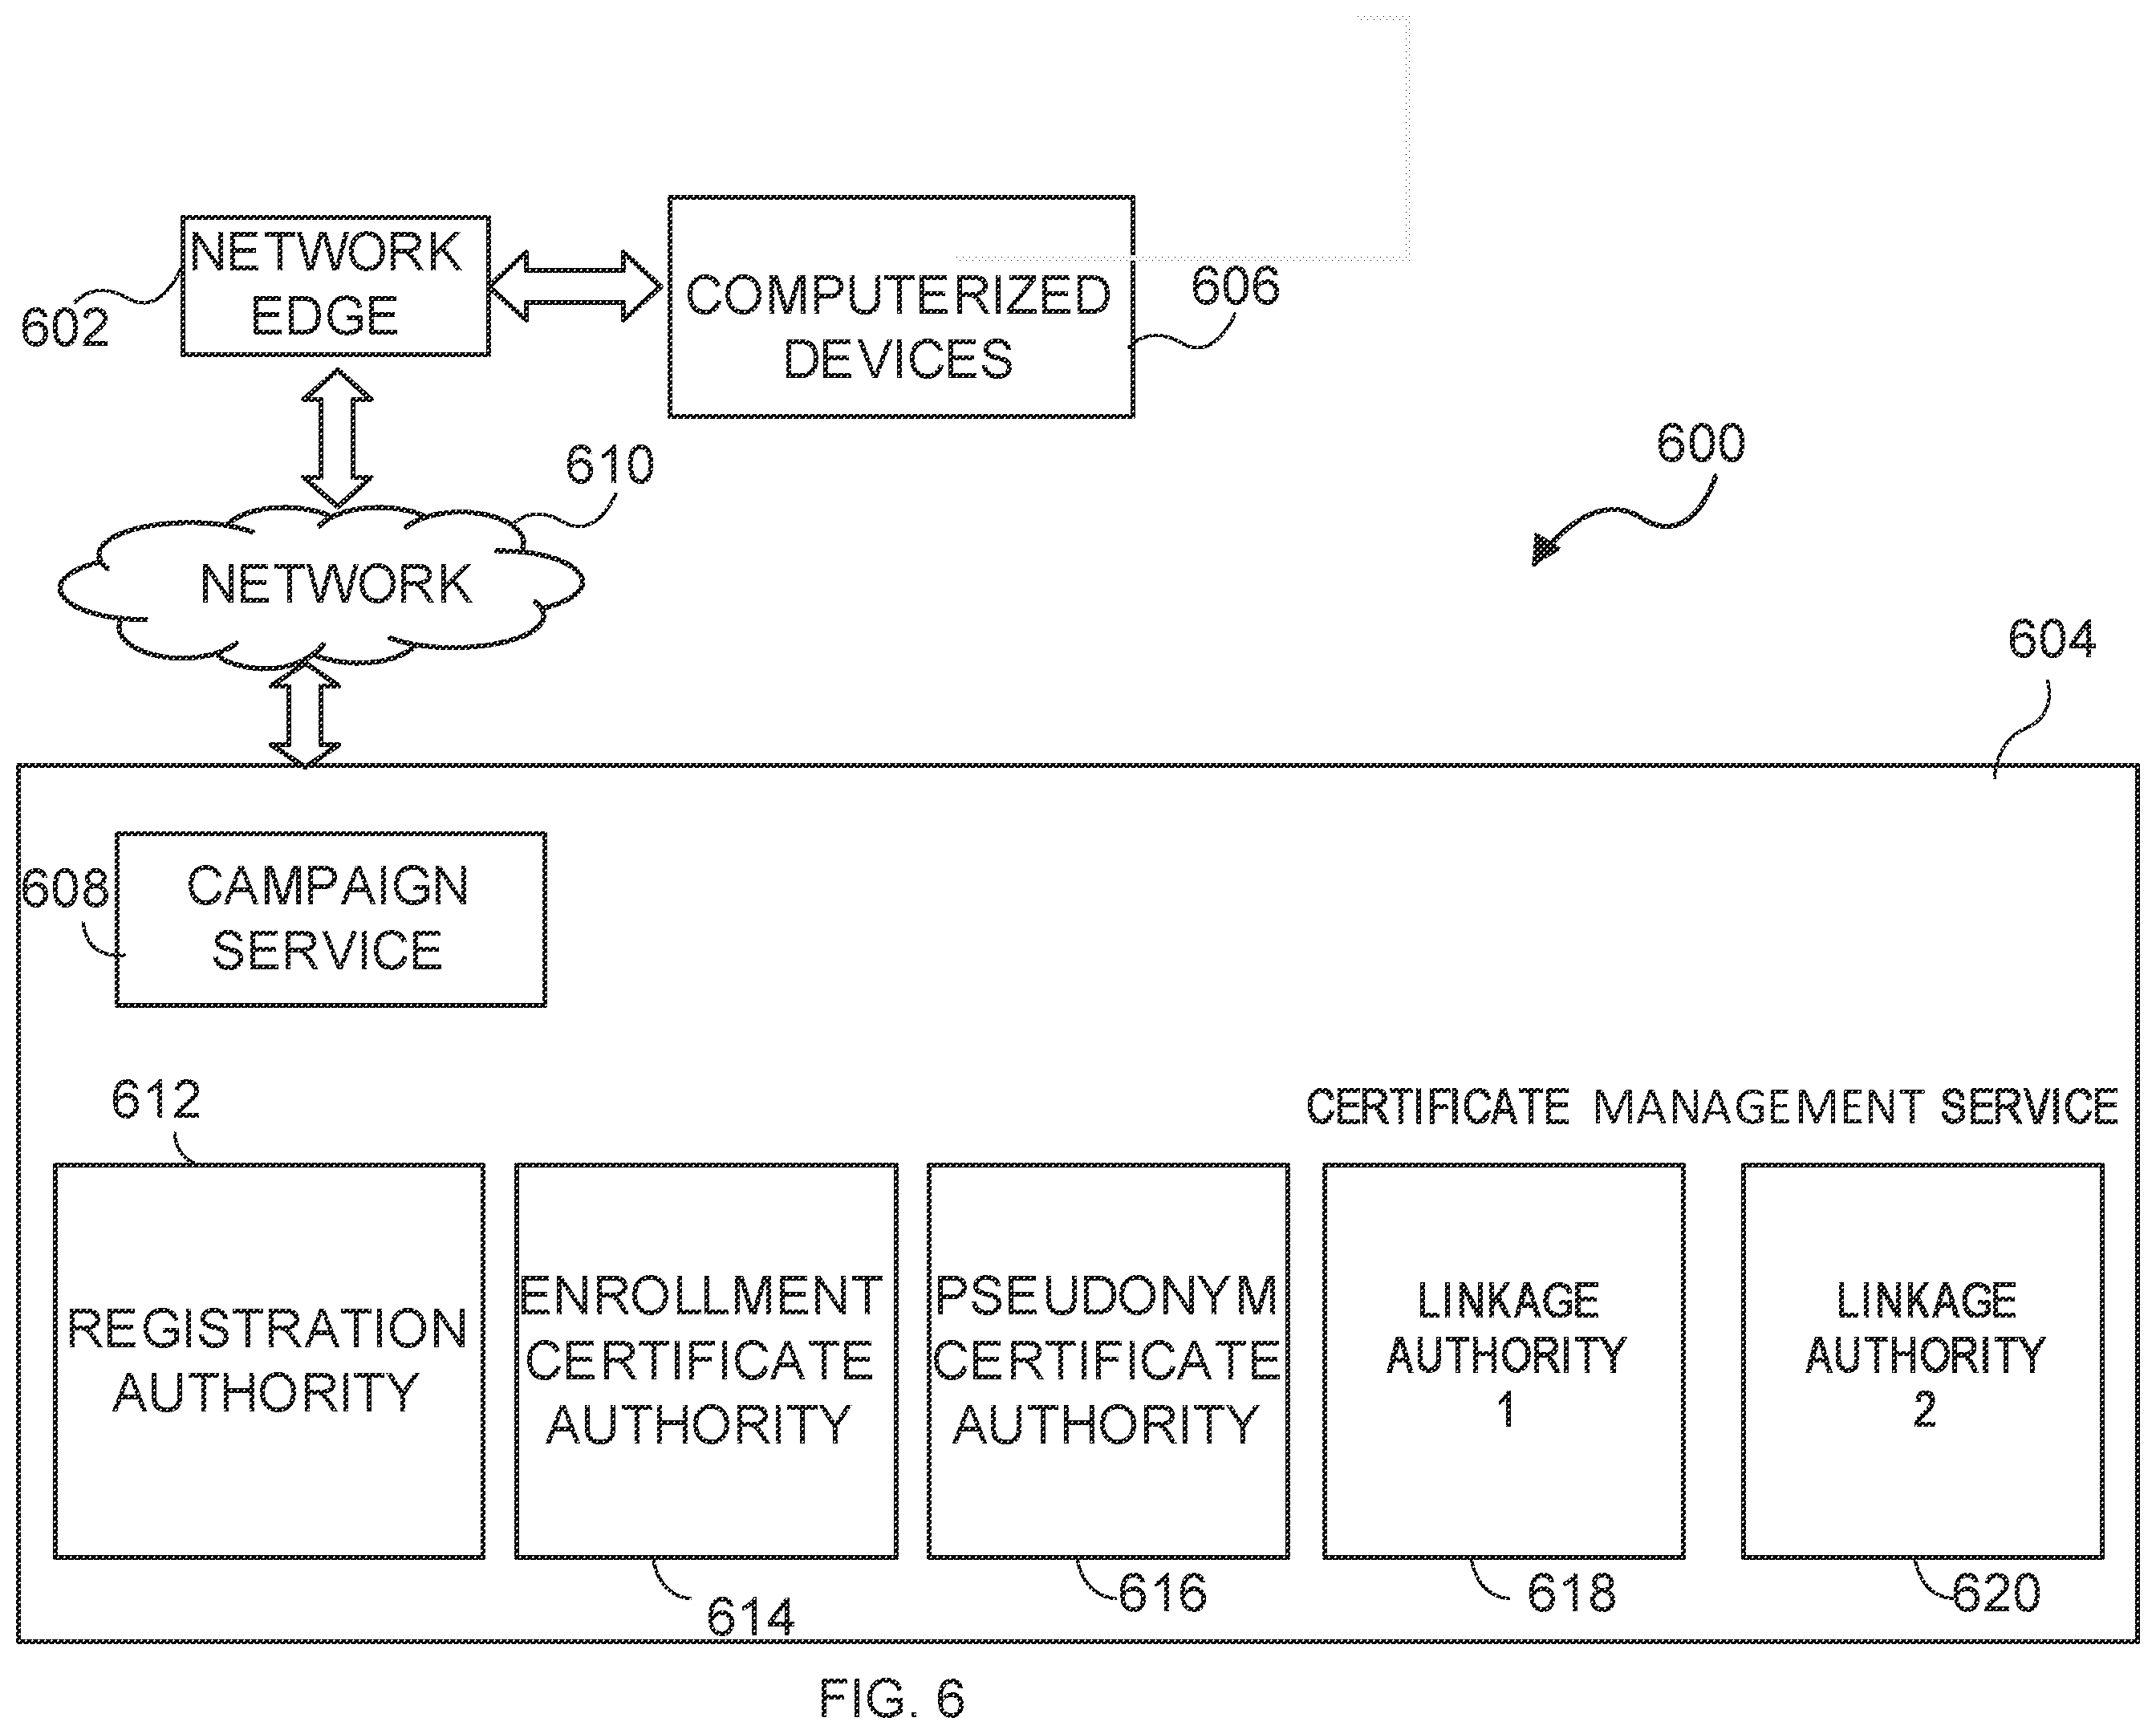 NETWORK
EDGE
602
COMPUTERIZED
DEVICES
606
610
600
NETWORK
604
608
CAMPAIGN
SERVICE
612
CERTIFICATE MANAGEMENT SERVICE
REGISTRATION
AUTHORITY
ENROLLMENT
CERTIFICATE
AUTHORITY
PSEUDONYM
CERTIFICATE
AUTHORITY
LINKAGE
AUTHORITY
1
LINKAGE
AUTHORITY
2
614
616
618
620
FIG. 6